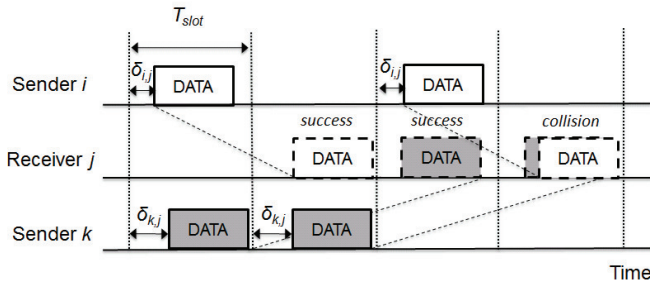 T_slot
δ_i,j
DATA
δ_i,j
DATA
Sender i
success
success
collision
Receiver j
DATA
DATA
DATA
δ_k,j
DATA
δ_k,j
DATA
Sender k
Time